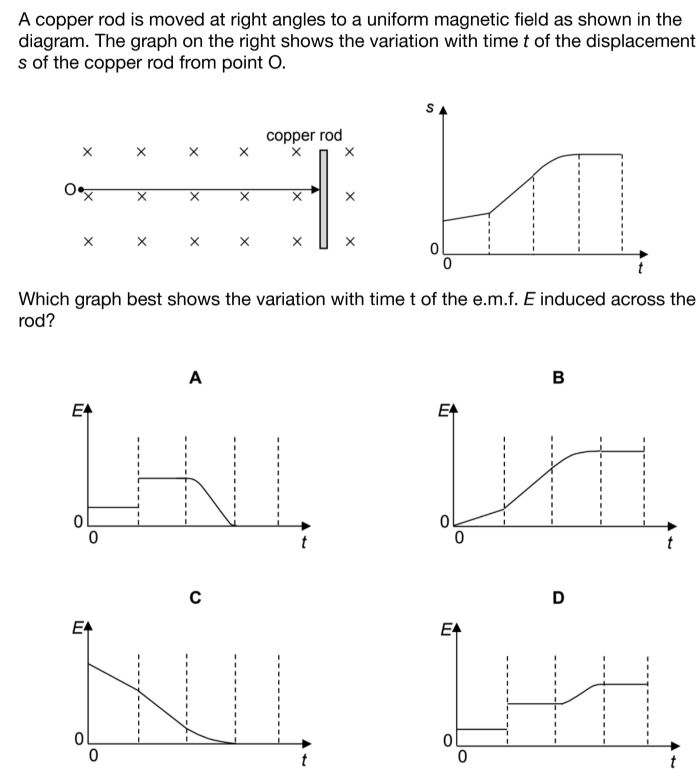 A copper rod is moved at right angles to a uniform magnetic field as shown in the
diagram. The graph on the right shows the variation with time t of the displacement
s of the copper rod from point O.
copper rod
O
s
0
0
t
Which graph best shows the variation with time t of the e.m.f. E induced across the
rod?
A
E
0
0
t
B
E
0
0
t
C
E
0
0
t
D
E
0
0
t